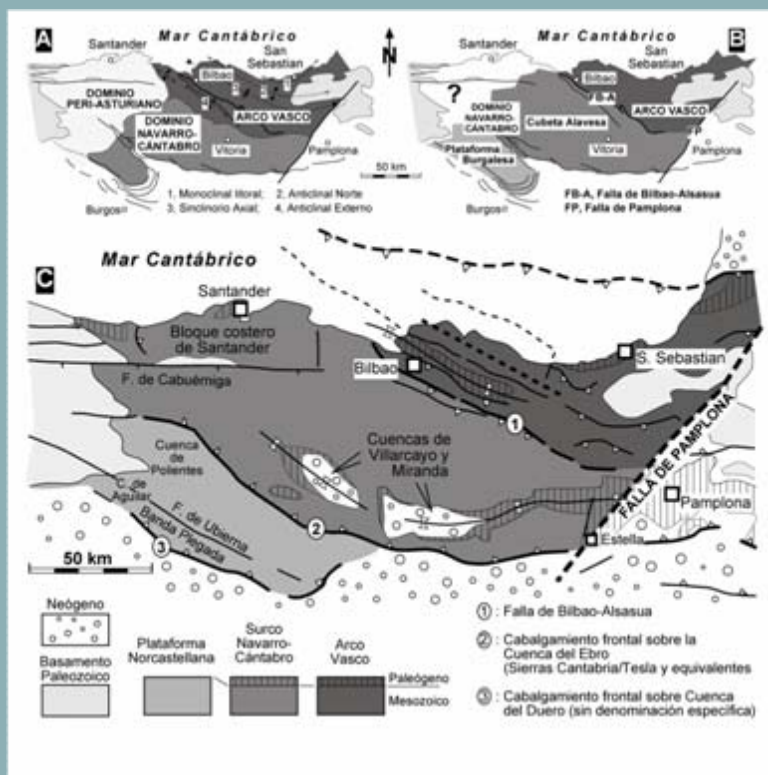 A
Santander
Mar Cantábrico
San
Sebastian
Bilbao
DOMINIO
PERI-ASTURIANO
ARCO VASCO
DOMINIO
NAVARRO-
CÁNTABRO
Vitoria
Pamplona
Burgos
1, Monoclinal litoral; 2, Anticlinal Norte
3, Sinclinorio Axial; 4, Anticlinal Externo
N
50 km
B
Santander
Mar Cantábrico
San
Sebastian
Bilbao
?
FB-A
DOMINIO
NAVARRO-
CÁNTABRO
ARCO VASCO
Cubeta Alavesa
Plataforma
Burgalesa
Vitoria
Pamplona
Burgos
FB-A, Falla de Bilbao-Alsasua
FP, Falla de Pamplona
C
Mar Cantábrico
Santander
Bloque costero
de Santander
F. de Cabuérniga
Bilbao
S. Sebastian
1
FALLA DE PAMPLONA
Cuenca
de
Polientes
Cuencas de
Villarcayo y
Miranda
C. de
Aguilar
F. de Ubierna
Banda Plegada
2
3
Pamplona
Estella
50 km
Neógeno
Basamento
Paleozoico
Plataforma
Norcastellana
Surco
Navarro-
Cántabro
Arco
Vasco
Paleógeno
Mesozoico
1 : Falla de Bilbao-Alsasua
2 : Cabalgamiento frontal sobre la
Cuenca del Ebro
(Sierras Cantabria/Tesla y equivalentes
3 : Cabalgamiento frontal sobre Cuenca
del Duero (sin denominación específica)